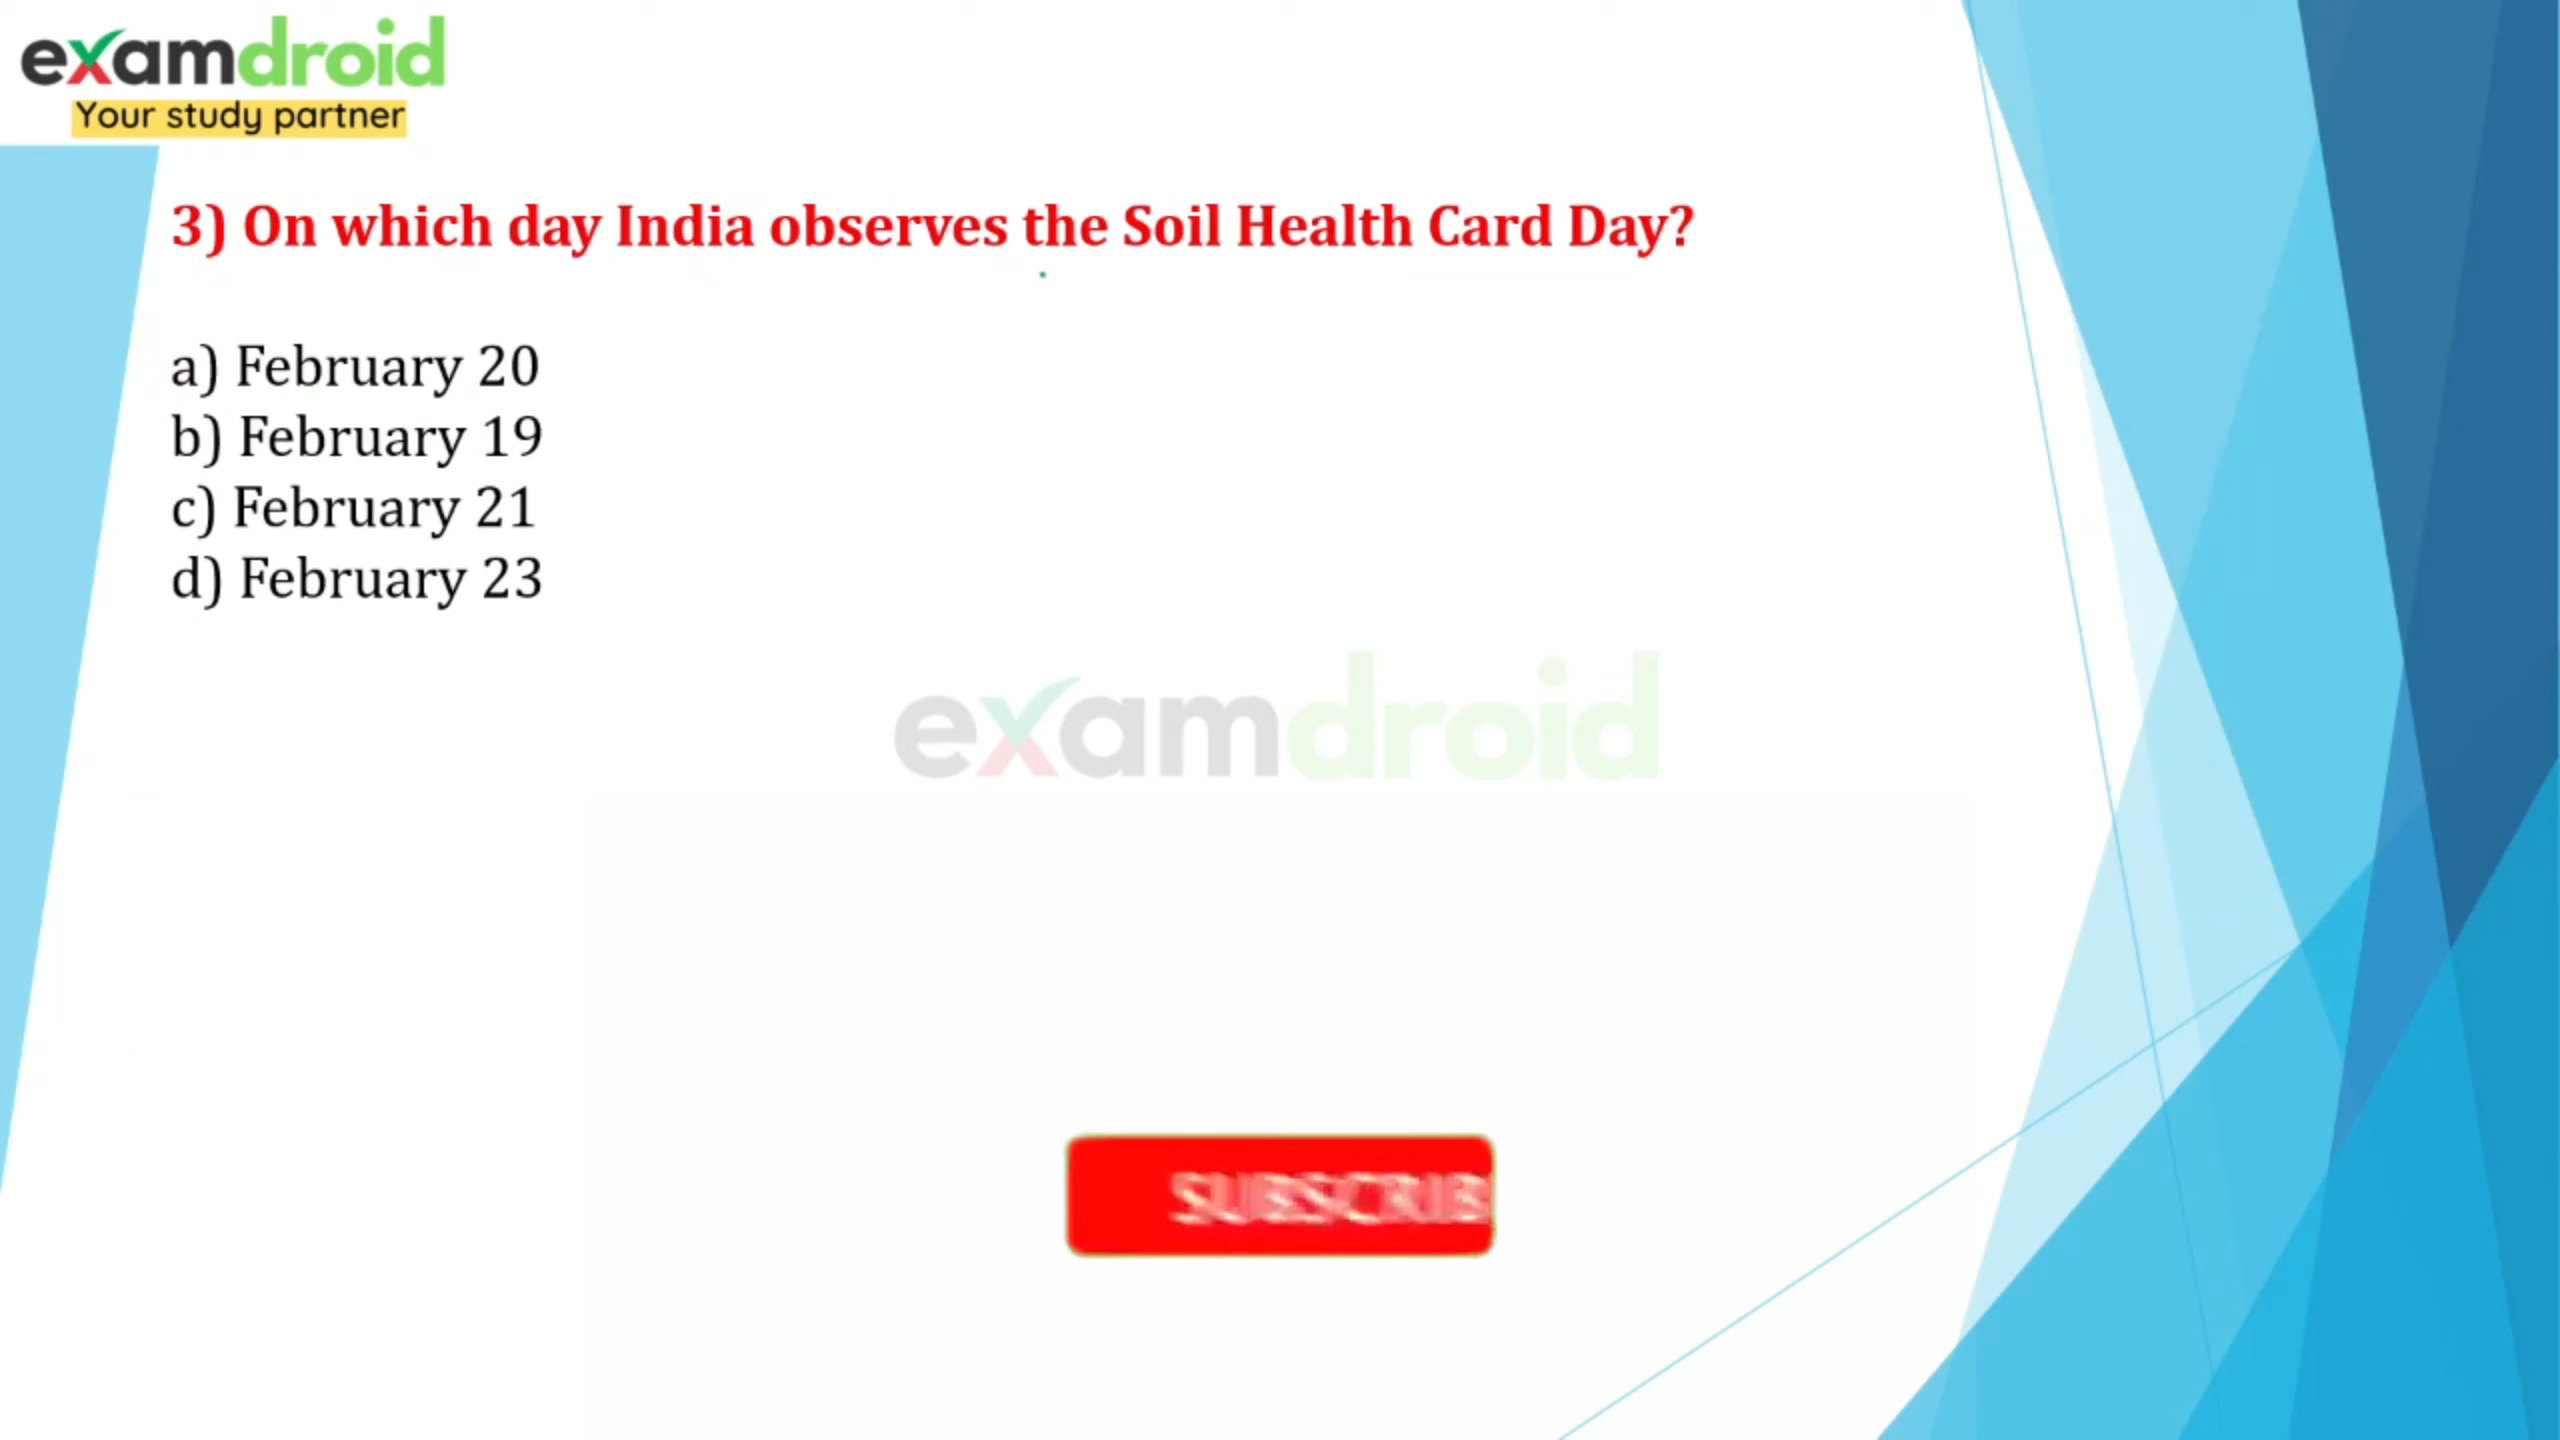 examdroid
Your study partner
3) On which day India observes the Soil Health Card Day?
a) February 20
b) February 19
c) February 21
d) February 23
examdroid
SUBSCRIB